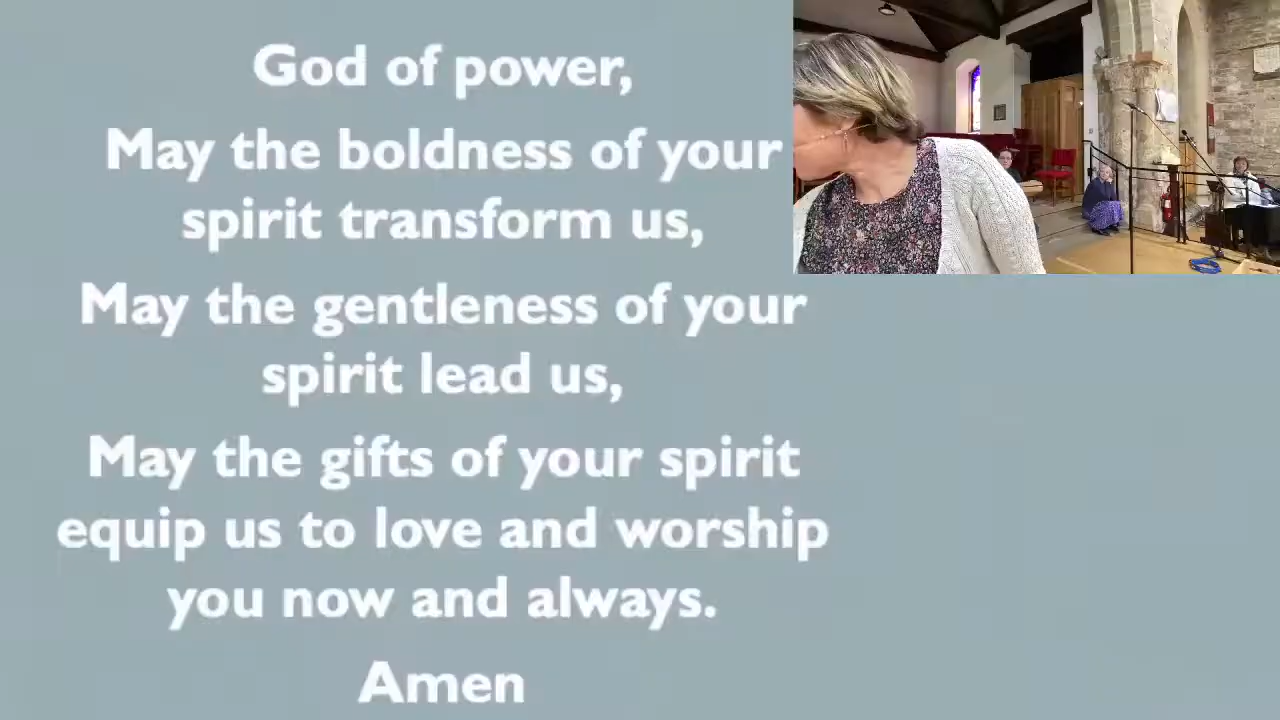 God of power,
May the boldness of your
spirit transform us,
May the gentleness of your
spirit lead us,
May the gifts of your spirit
equip us to love and worship
you now and always.
Amen